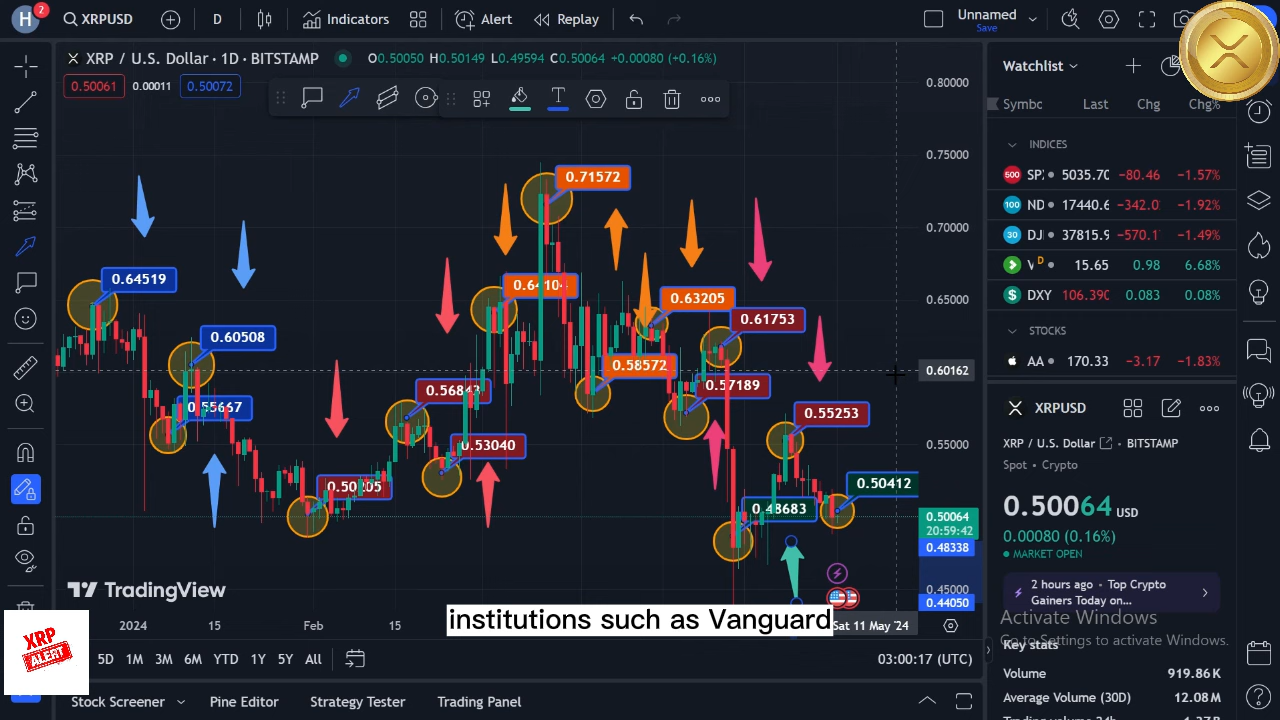 H 2 XRPUSD D Indicators Alert Replay Unnamed
Save
XRP / U.S. Dollar · 1D · BITSTAMP O0.50050 H0.50149 L0.49594 C0.50064 +0.00080 (+0.16%)
0.50061 0.00011 0.50072
T
0.80000
0.75000
0.70000
0.65000
0.60162
0.55000
0.50064
20:59:42
0.48338
0.45000
0.44050
0.71572
0.64519
0.64104
0.63205
0.61753
0.60508
0.58572
0.57189
0.56843
0.55667
0.55253
0.53040
0.50205
0.50412
0.48683
TradingView
institutions such as Vanguard
2024 15 Feb 15 Sat 11 May '24
XRP
ALERT
5D 1M 3M 6M YTD 1Y 5Y All 03:00:17 (UTC)
Stock Screener Pine Editor Strategy Tester Trading Panel
Watchlist
Symbc Last Chg Chg%
INDICES
500 SP 5035.70 −80.46 −1.57%
100 ND 17440.6 −342.0 −1.92%
30 DJ 37815.9 −570.1 −1.49%
V D 15.65 0.98 6.68%
$ DXY 106.390 0.083 0.08%
STOCKS
AA 170.33 −3.17 −1.83%
XRPUSD
XRP / U.S. Dollar BITSTAMP
Spot • Crypto
0.50064 USD
0.00080 (0.16%)
MARKET OPEN
2 hours ago • Top Crypto
Gainers Today on...
Activate Windows
Go to Settings to activate Windows.
Key stats
Volume 919.86 K
Average Volume (30D) 12.08 M